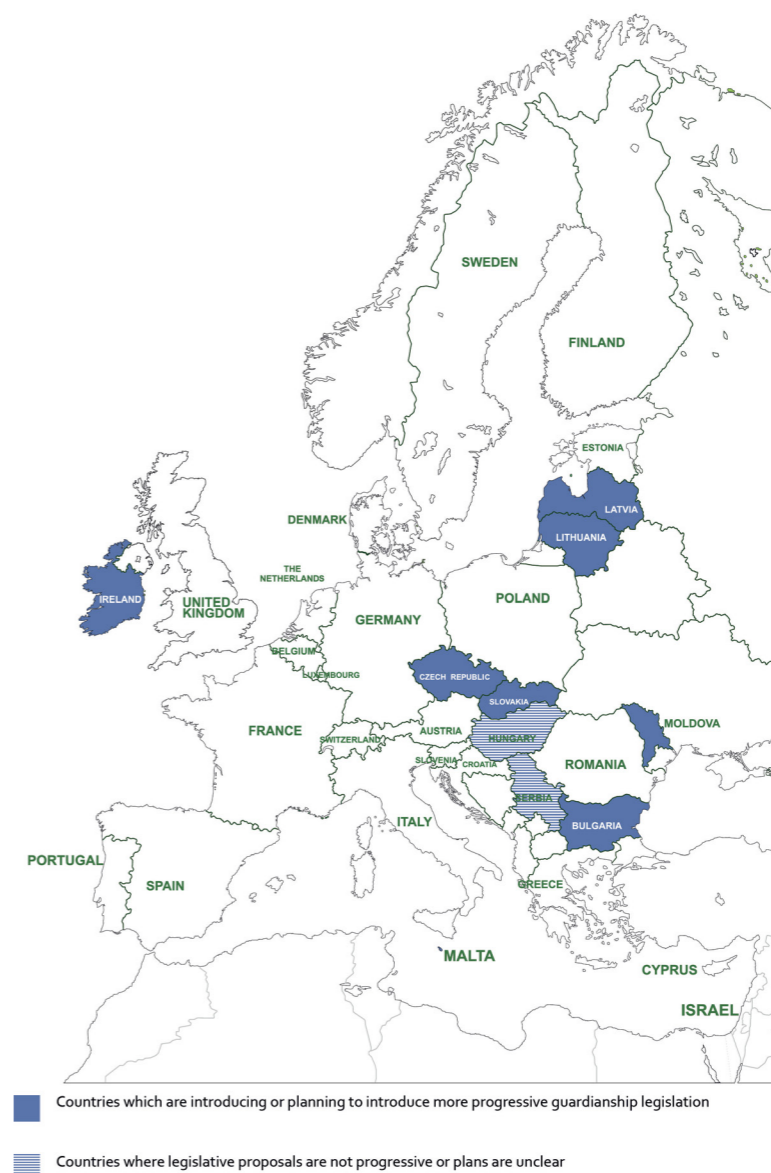 SWEDEN
FINLAND
ESTONIA
LATVIA
DENMARK
LITHUANIA
THE
NETHERLANDS
IRELAND
UNITED
KINGDOM
POLAND
GERMANY
BELGIUM
LUXEMBOURG
CZECH REPUBLIC
SLOVAKIA
FRANCE
SWITZERLAND
AUSTRIA
HUNGARY
MOLDOVA
SLOVENIA
CROATIA
ROMANIA
SERBIA
ITALY
BULGARIA
PORTUGAL
SPAIN
GREECE
MALTA
CYPRUS
ISRAEL
Countries which are introducing or planning to introduce more progressive guardianship legislation
Countries where legislative proposals are not progressive or plans are unclear